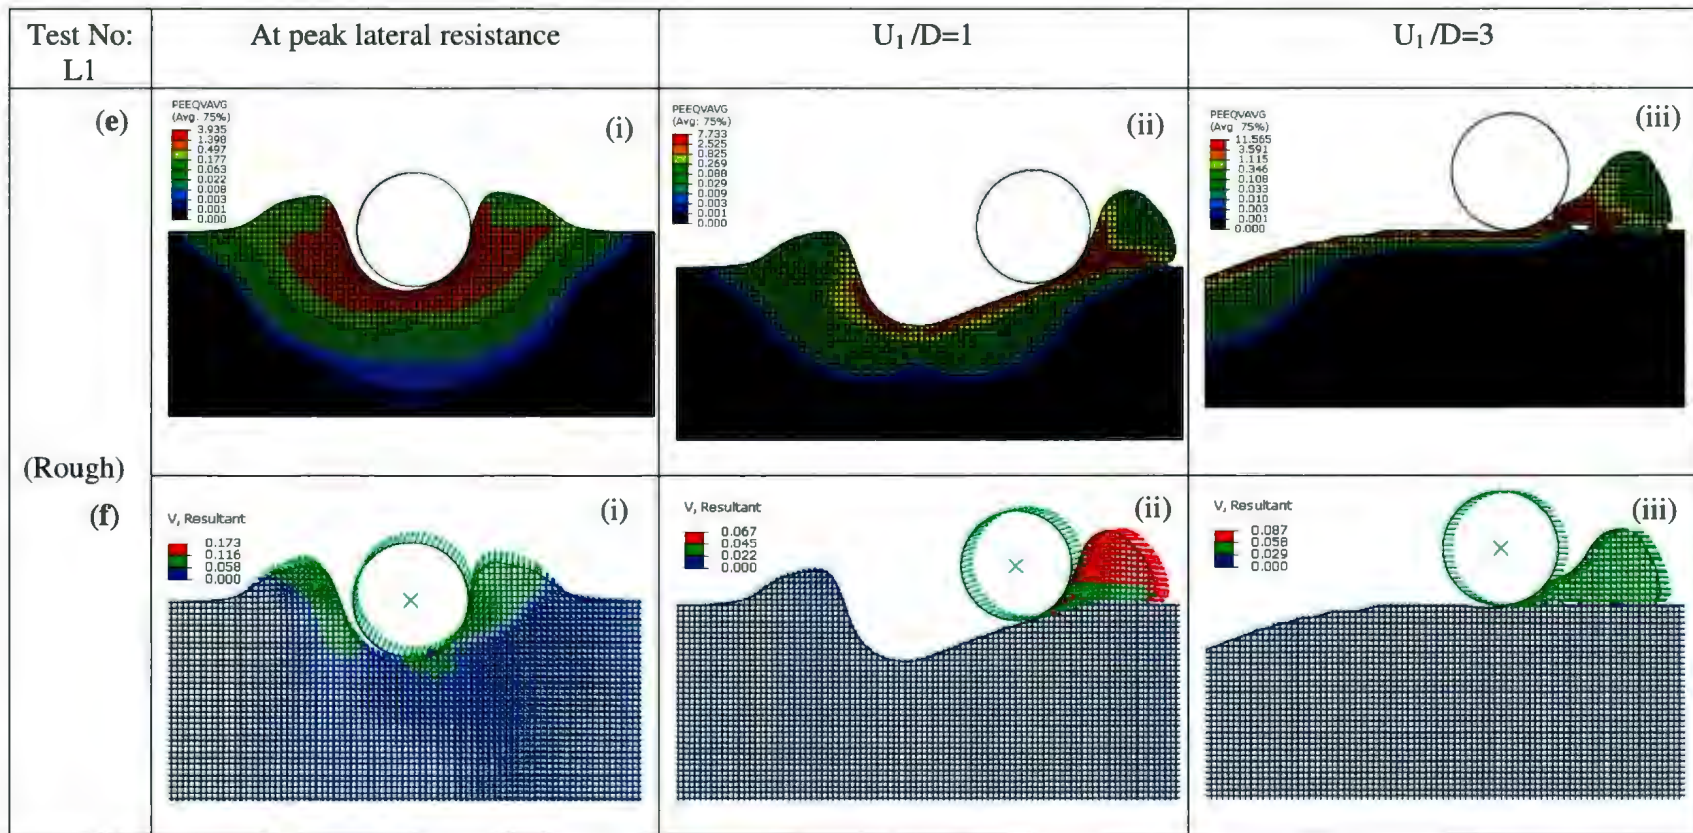 Test No:
L1
At peak lateral resistance
U1/D=1
U1/D=3
(e)
PEEQVAVG
(Avg. 75%)
3.935
1.398
0.497
0.177
0.063
0.022
0.008
0.003
0.001
0.000
(i)
PEEQVAVG
(Avg: 75%)
7.733
2.525
0.825
0.269
0.088
0.029
0.009
0.003
0.001
0.000
(ii)
PEEQVAVG
(Avg 75%)
11.565
3.591
1.115
0.346
0.108
0.033
0.010
0.003
0.001
0.000
(iii)
(Rough)
(f)
V, Resultant
0.173
0.116
0.058
0.000
(i)
V, Resultant
0.067
0.045
0.022
0.000
(ii)
V, Resultant
0.087
0.058
0.029
0.000
(iii)